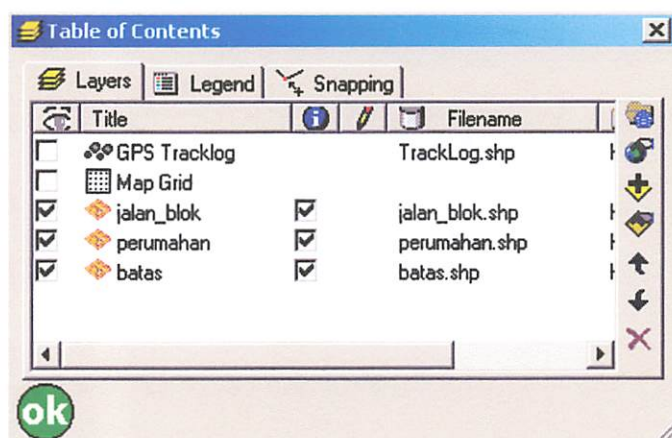 Table of Contents
Layers Legend Snapping
Title Filename
GPS Tracklog TrackLog.shp
Map Grid
jalan_blok jalan_blok.shp
perumahan perumahan.shp
batas batas.shp
ok